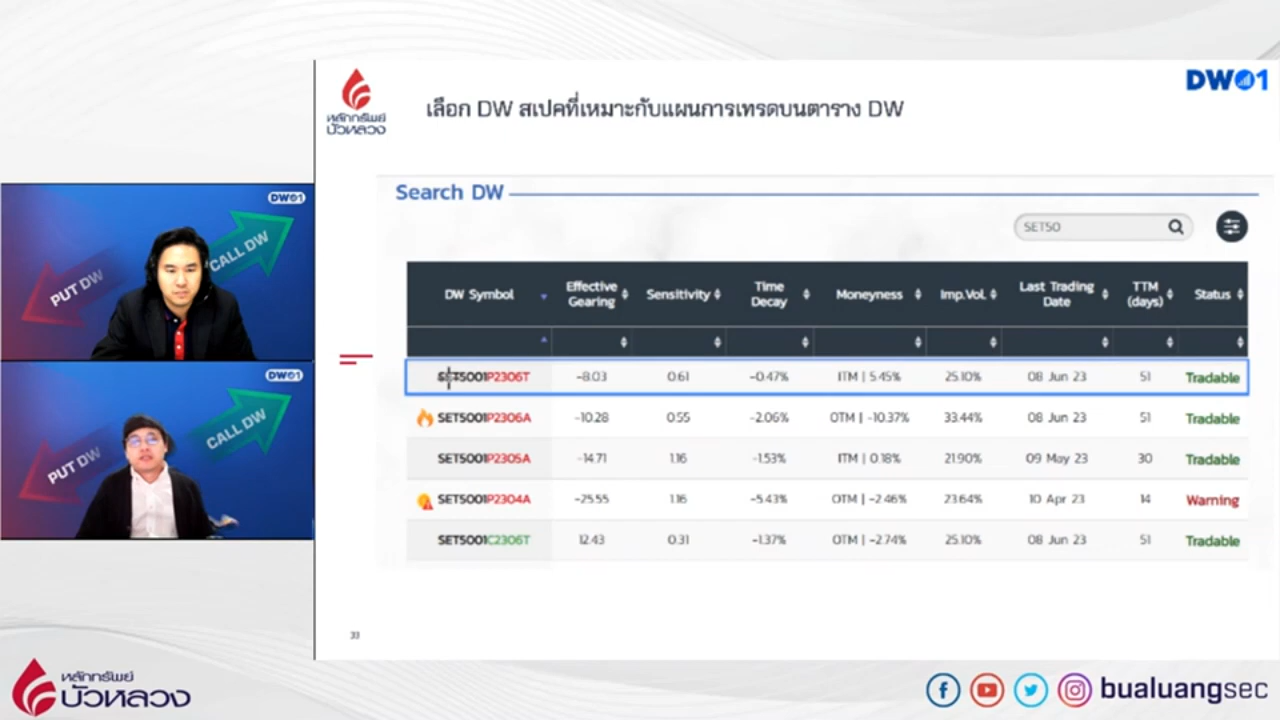 หลักทรัพย์
บัวหลวง
DW01
เลือก DW สเปคที่เหมาะกับแผนการเทรดบนตาราง DW
Search DW
SET50
DW Symbol Effective Gearing Sensitivity Time Decay Moneyness Imp.Vol. Last Trading Date TTM (days) Status
SET5001P2306T -8.03 0.61 -0.47% ITM | 5.45% 25.10% 08 Jun 23 51 Tradable
SET5001P2306A -10.28 0.55 -2.06% OTM | -10.37% 33.44% 08 Jun 23 51 Tradable
SET5001P2305A -14.71 1.16 -1.53% ITM | 0.18% 21.90% 09 May 23 30 Tradable
SET5001P2304A -25.55 1.16 -5.43% OTM | -2.46% 23.64% 10 Apr 23 14 Warning
SET5001C2306T 12.43 0.31 -1.37% OTM | -2.74% 25.10% 08 Jun 23 51 Tradable
33
DW01
PUT DW
CALL DW
DW01
PUT DW
CALL DW
หลักทรัพย์
บัวหลวง
bualuangsec